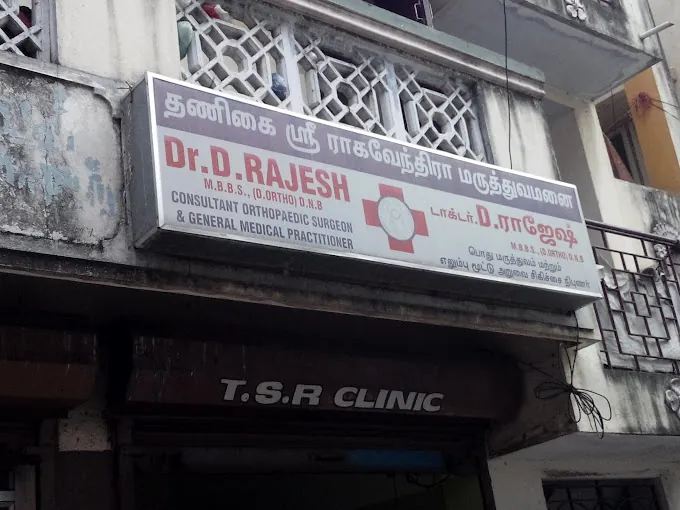 தணிகை ஸ்ரீ ராகவேந்திரா மருத்துவமனை
Dr.D.RAJESH
M.B.B.S., (D.ORTHO) D.N.B
CONSULTANT ORTHOPAEDIC SURGEON
& GENERAL MEDICAL PRACTITIONER
டாக்டர்.D.ராஜேஷ்
M.B.B.S., (D.ORTHO) D.N.B
பொது மருத்துவம் மற்றும்
எலும்பு மூட்டு அறுவை சிகிச்சை நிபுணர்
T.S.R CLINIC